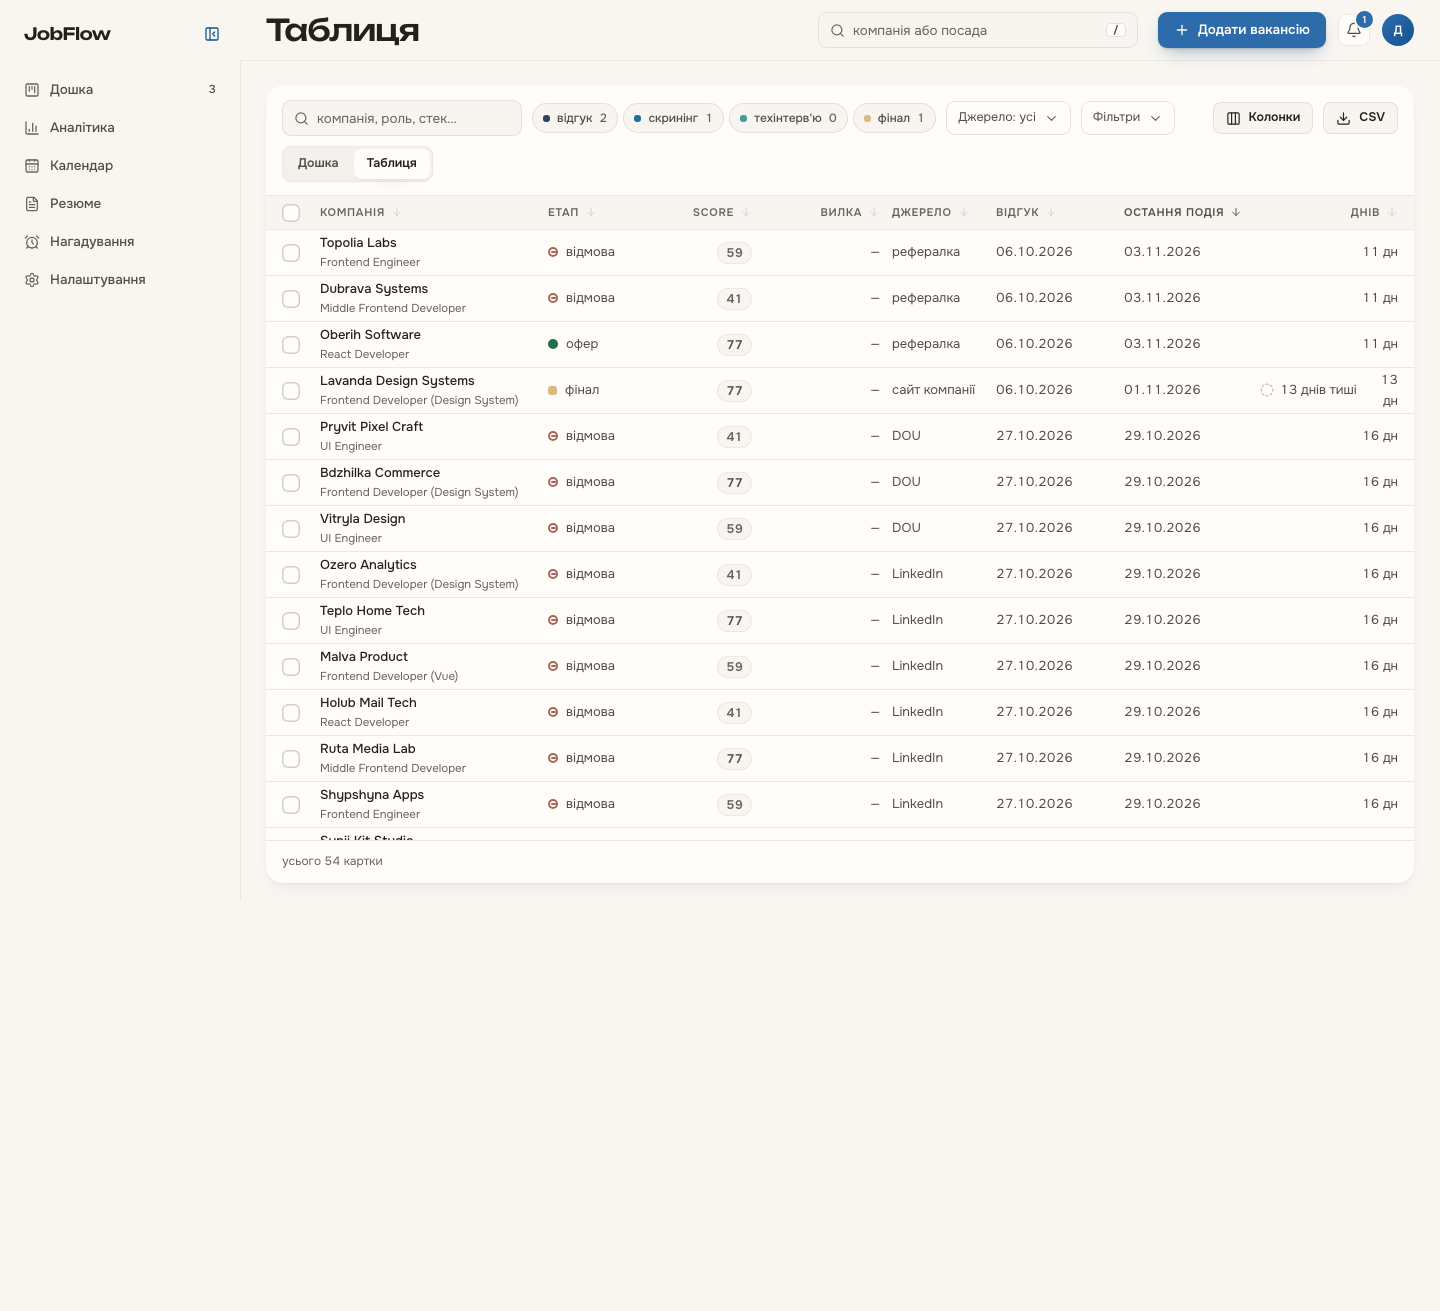 JobFlow
Таблиця
компанія або посада
/
Додати вакансію
1
Д
Дошка 3
Аналітика
Календар
Резюме
Нагадування
Налаштування
компанія, роль, стек...
відгук 2
скринінг 1
техінтерв'ю 0
фінал 1
Джерело: усі
Фільтри
Колонки
CSV
Дошка
Таблиця
КОМПАНІЯ ↓ ЕТАП ↓ SCORE ↓ ВИЛКА ↓ ДЖЕРЕЛО ↓ ВІДГУК ↓ ОСТАННЯ ПОДІЯ ↓ ДНІВ ↓
Topolia Labs
Frontend Engineer
відмова 59 — рефералка 06.10.2026 03.11.2026 11 дн
Dubrava Systems
Middle Frontend Developer
відмова 41 — рефералка 06.10.2026 03.11.2026 11 дн
Oberih Software
React Developer
офер 77 — рефералка 06.10.2026 03.11.2026 11 дн
Lavanda Design Systems
Frontend Developer (Design System)
фінал 77 — сайт компанії 06.10.2026 01.11.2026 13 днів тиші 13
дн
Pryvit Pixel Craft
UI Engineer
відмова 41 — DOU 27.10.2026 29.10.2026 16 дн
Bdzhilka Commerce
Frontend Developer (Design System)
відмова 77 — DOU 27.10.2026 29.10.2026 16 дн
Vitryla Design
UI Engineer
відмова 59 — DOU 27.10.2026 29.10.2026 16 дн
Ozero Analytics
Frontend Developer (Design System)
відмова 41 — LinkedIn 27.10.2026 29.10.2026 16 дн
Teplo Home Tech
UI Engineer
відмова 77 — LinkedIn 27.10.2026 29.10.2026 16 дн
Malva Product
Frontend Developer (Vue)
відмова 59 — LinkedIn 27.10.2026 29.10.2026 16 дн
Holub Mail Tech
React Developer
відмова 41 — LinkedIn 27.10.2026 29.10.2026 16 дн
Ruta Media Lab
Middle Frontend Developer
відмова 77 — LinkedIn 27.10.2026 29.10.2026 16 дн
Shypshyna Apps
Frontend Engineer
відмова 59 — LinkedIn 27.10.2026 29.10.2026 16 дн
усього 54 картки